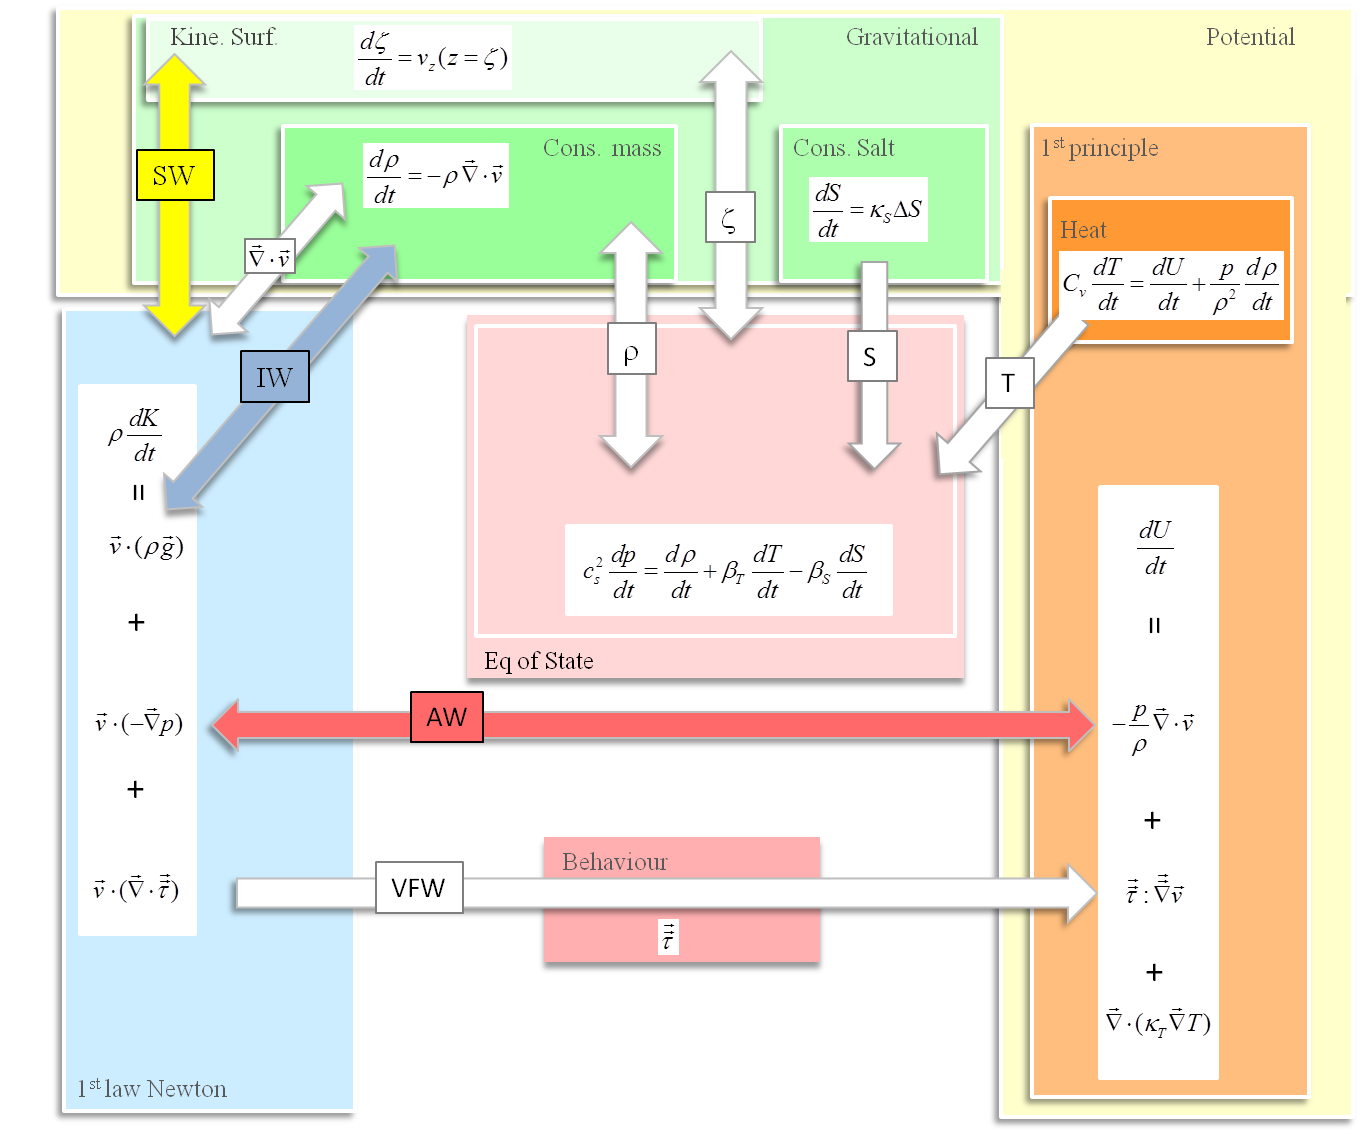 Kine. Surf.
dζ/dt = v_z(z = ζ)
Gravitational
Potential
Cons. mass
dρ/dt = −ρ ∇⃗·v⃗
Cons. Salt
dS/dt = κ_S ΔS
1st principle
Heat
C_v dT/dt = dU/dt + p/ρ² dρ/dt
SW
∇⃗·v⃗
ζ
IW
ρ
S
T
ρ dK/dt
=
v⃗·(ρg⃗)
+
v⃗·(−∇⃗p)
+
v⃗·(∇⃗·τ⃗⃗)
1st law Newton
c_s² dp/dt = dρ/dt + β_T dT/dt − β_S dS/dt
Eq of State
AW
VFW
Behaviour
τ⃗⃗
dU/dt
=
−p/ρ ∇⃗·v⃗
+
τ⃗⃗ : ∇⃗⃗v⃗
+
∇⃗·(κ_T ∇⃗T)